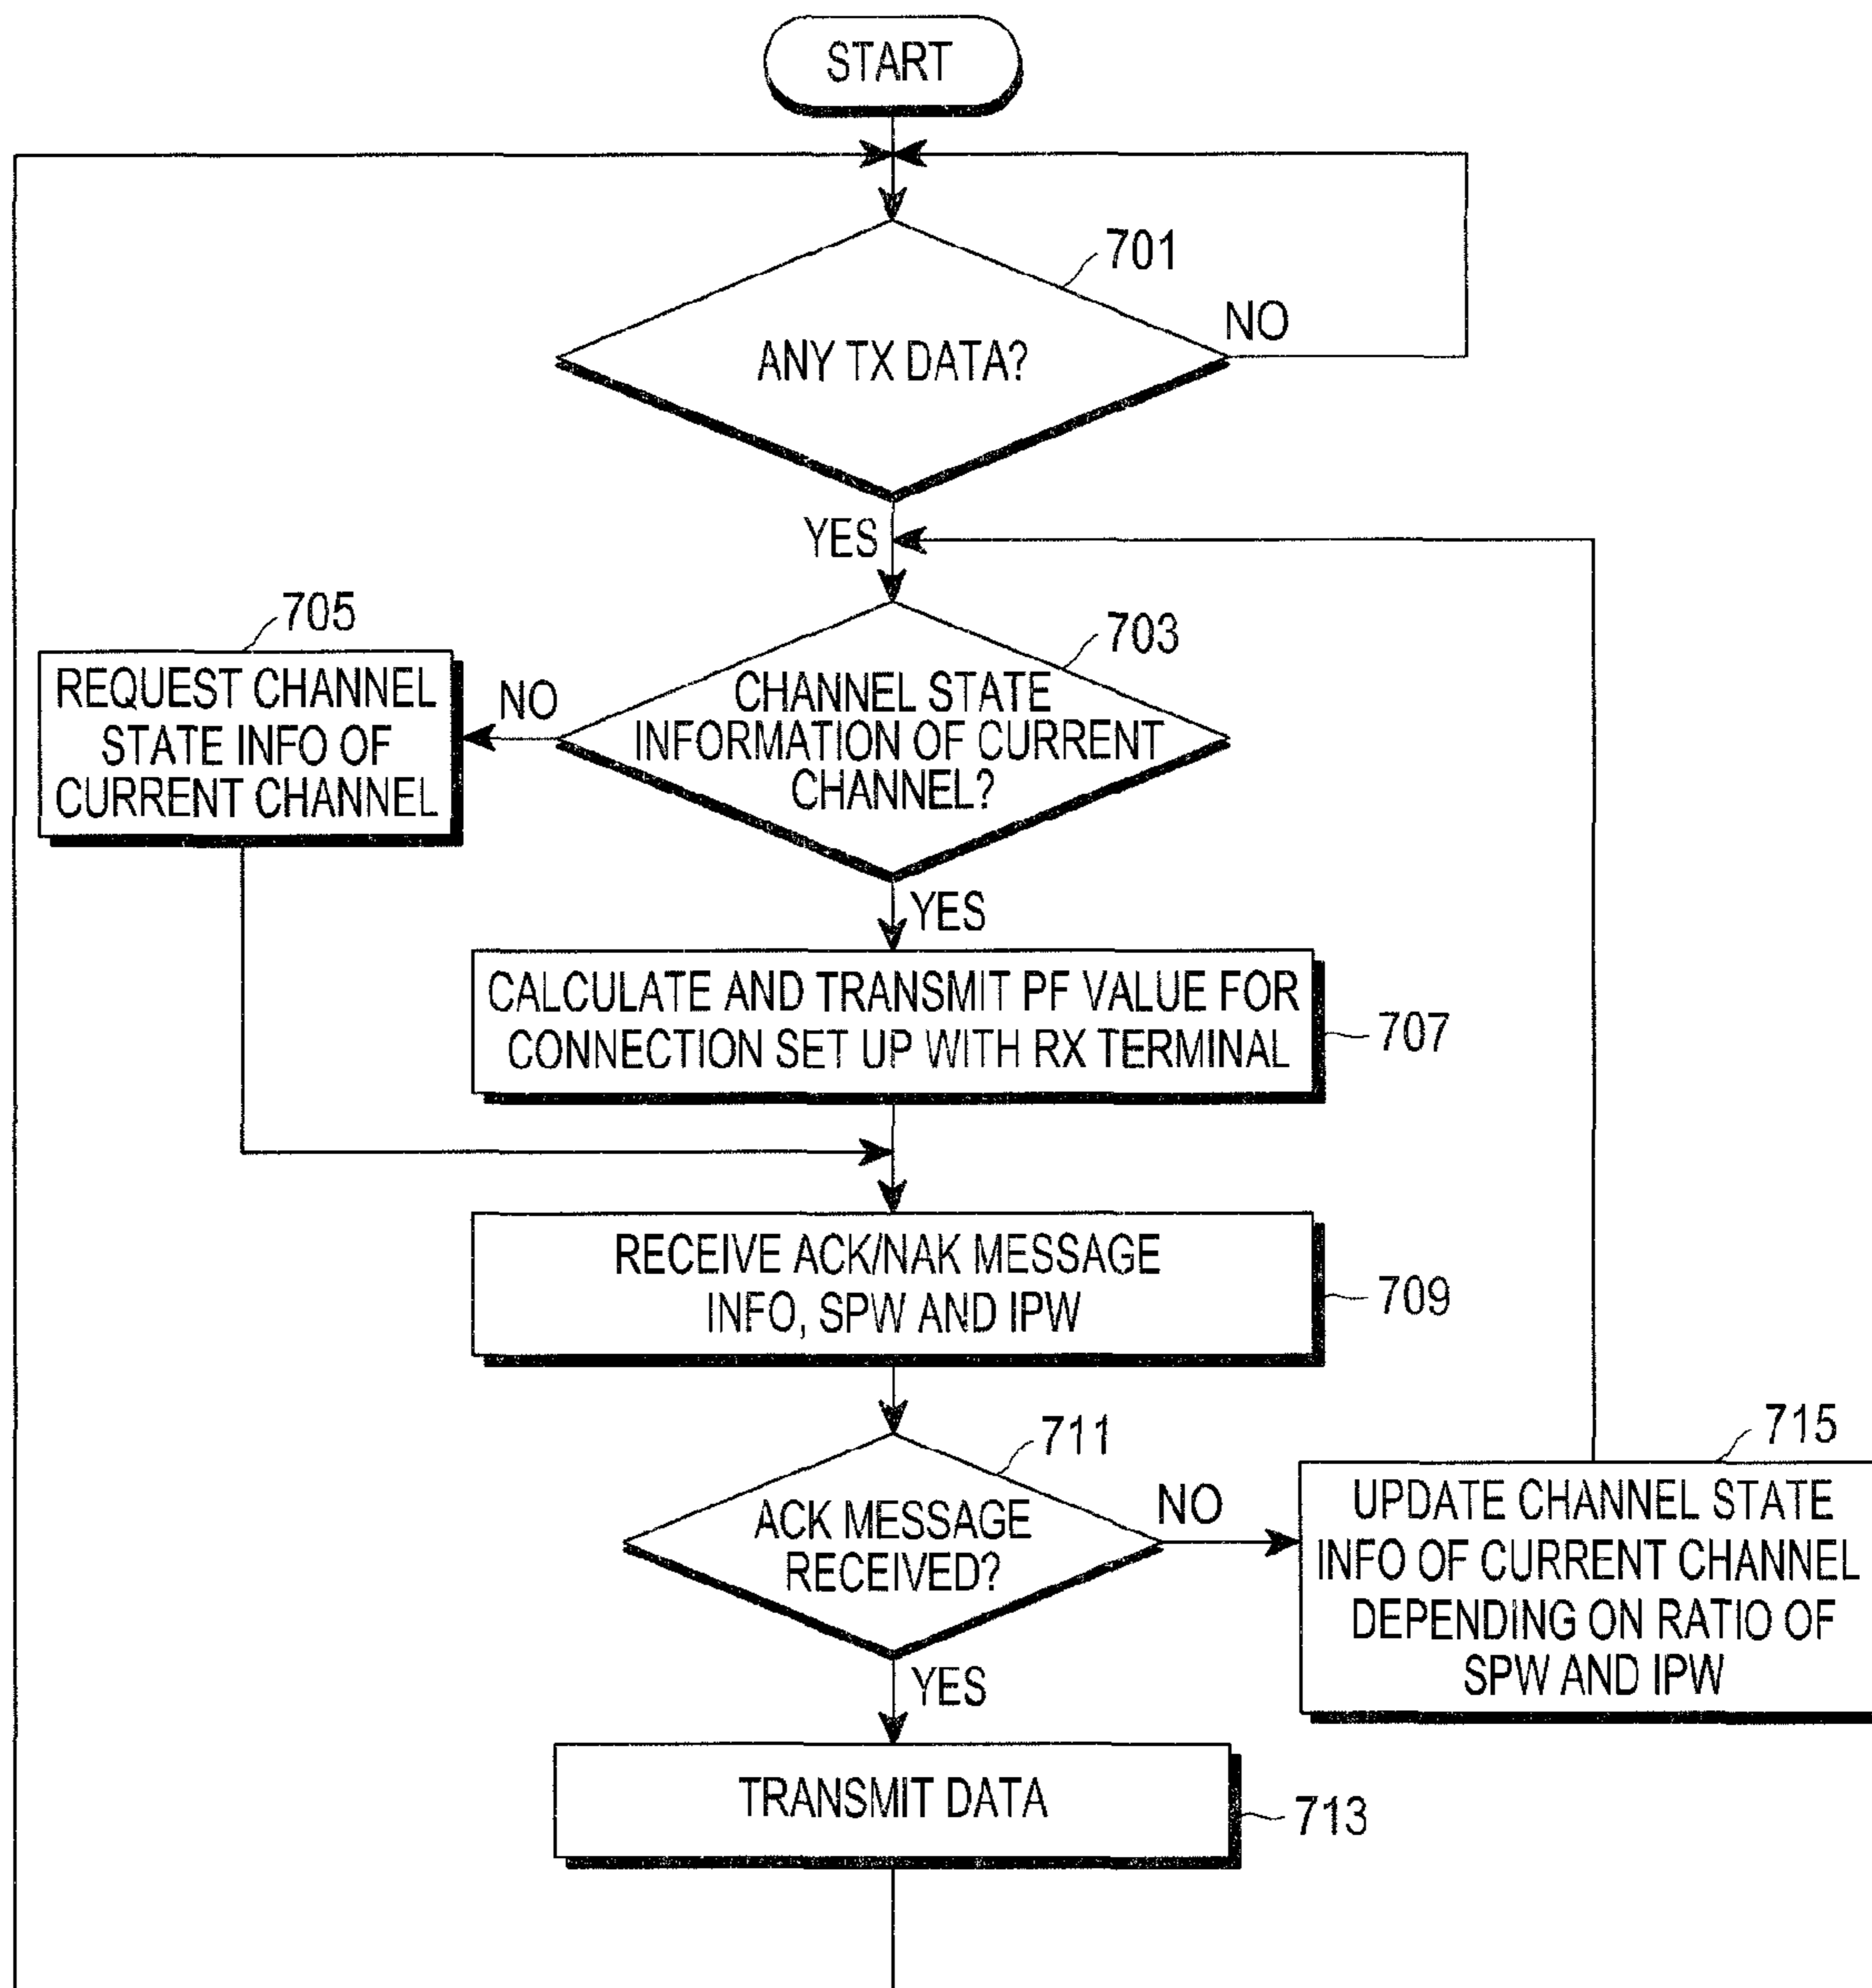 START
701
NO
ANY TX DATA?
YES
705
703
REQUEST CHANNEL
STATE INFO OF
CURRENT CHANNEL
NO
CHANNEL STATE
INFORMATION OF CURRENT
CHANNEL?
YES
CALCULATE AND TRANSMIT PF VALUE FOR
CONNECTION SET UP WITH RX TERMINAL
707
RECEIVE ACK/NAK MESSAGE
INFO, SPW AND IPW
709
711
ACK MESSAGE
RECEIVED?
NO
715
UPDATE CHANNEL STATE
INFO OF CURRENT CHANNEL
DEPENDING ON RATIO OF
SPW AND IPW
YES
TRANSMIT DATA
713